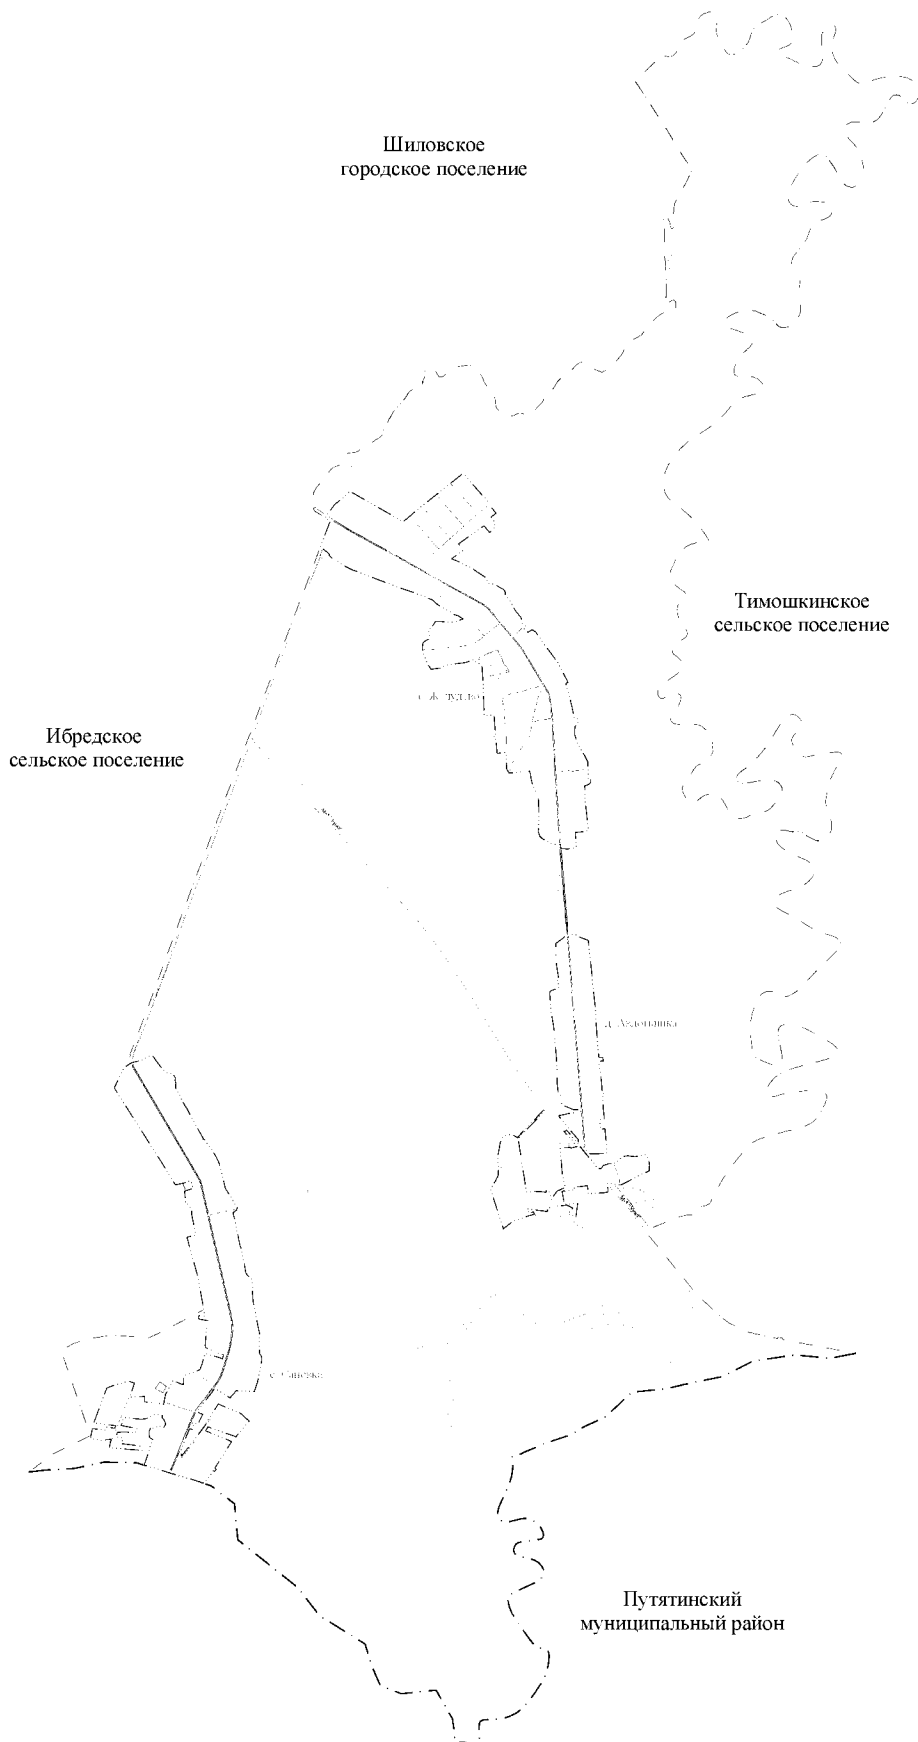 Шиловское
городское поселение
Тимошкинское
сельское поселение
Ибредское
сельское поселение
Путятинский
муниципальный район